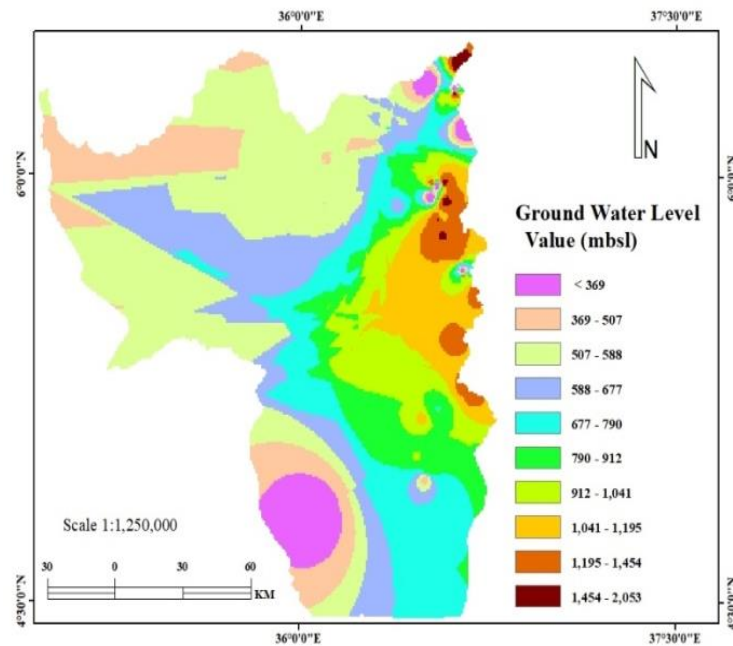 36°0'0"E 37°30'0"E
N
6°0'0"N 6°0'0"N
Ground Water Level
Value (mbsl)
< 369
369 - 507
507 - 588
588 - 677
677 - 790
790 - 912
912 - 1,041
1,041 - 1,195
1,195 - 1,454
1,454 - 2,053
Scale 1:1,250,000
30 0 30 60
KM
4°30'0"N 4°30'0"N
36°0'0"E 37°30'0"E